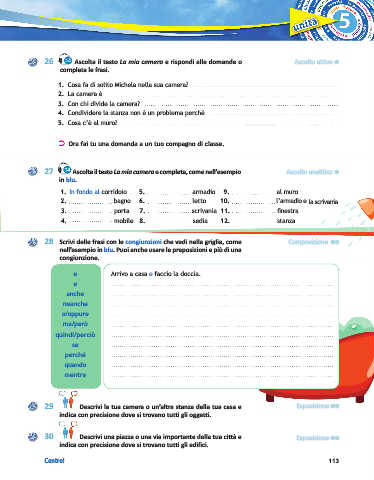 unità 5
26 Ascolta il testo La mia camera e rispondi alle domande o Ascolto attivo
completa le frasi.
1. Cosa fa di solito Michela nella sua camera?
2. La camera è
3. Con chi divide la camera?
4. Condividere la stanza non è un problema perché
5. Cosa c'è al muro?
Ora fai tu una domanda a un tuo compagno di classe.
27 Ascolta il testo La mia camera e completa, come nell'esempio Ascolto analitico
in blu.
1. In fondo al corridoio 5. armadio 9. al muro
2. bagno 6. letto 10. l'armadio e la scrivania
3. porta 7. scrivania 11. finestra
4. mobile 8. sedia 12. stanza
28 Scrivi delle frasi con le congiunzioni che vedi nella griglia, come Composizione
nell'esempio in blu. Puoi anche usare le preposizioni e più di una
congiunzione.
e Arrivo a casa e faccio la doccia.
e
anche
neanche
o/oppure
ma/però
quindi/perciò
se
perché
quando
mentre
29 Descrivi la tua camera o un'altra stanza della tua casa e Esposizione
indica con precisione dove si trovano tutti gli oggetti.
30 Descrivi una piazza o una via importante della tua città e Esposizione
indica con precisione dove si trovano tutti gli edifici.
Contro! 113